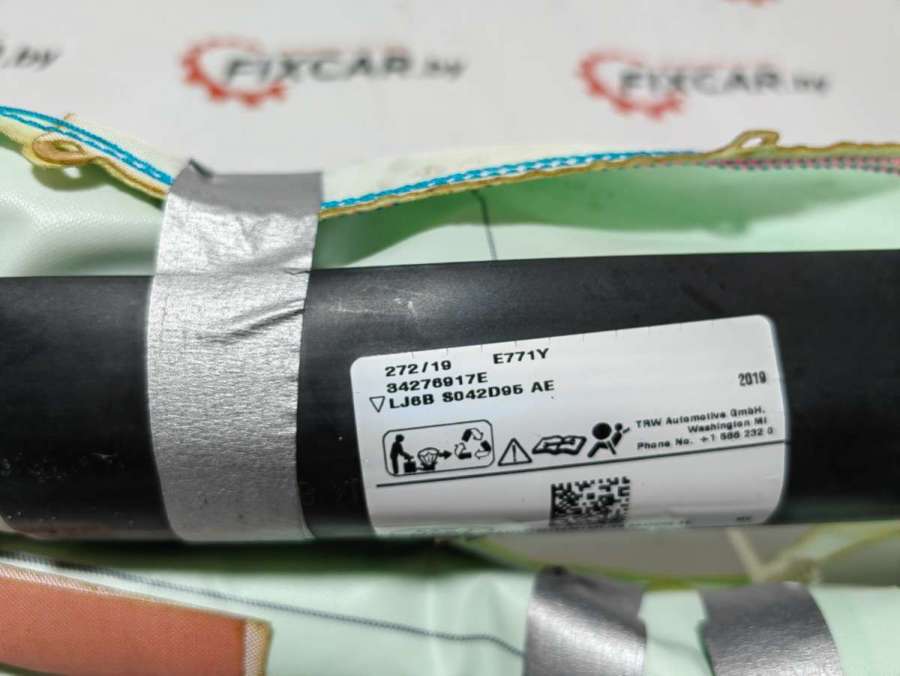 FIXCAR.by
FIXCAR.by
272/19 E771Y
34276917E
LJ6B S042D95 AE
2019
TRW Automotive GmbH.
Washington MI
Phone No. +1 586 232 0